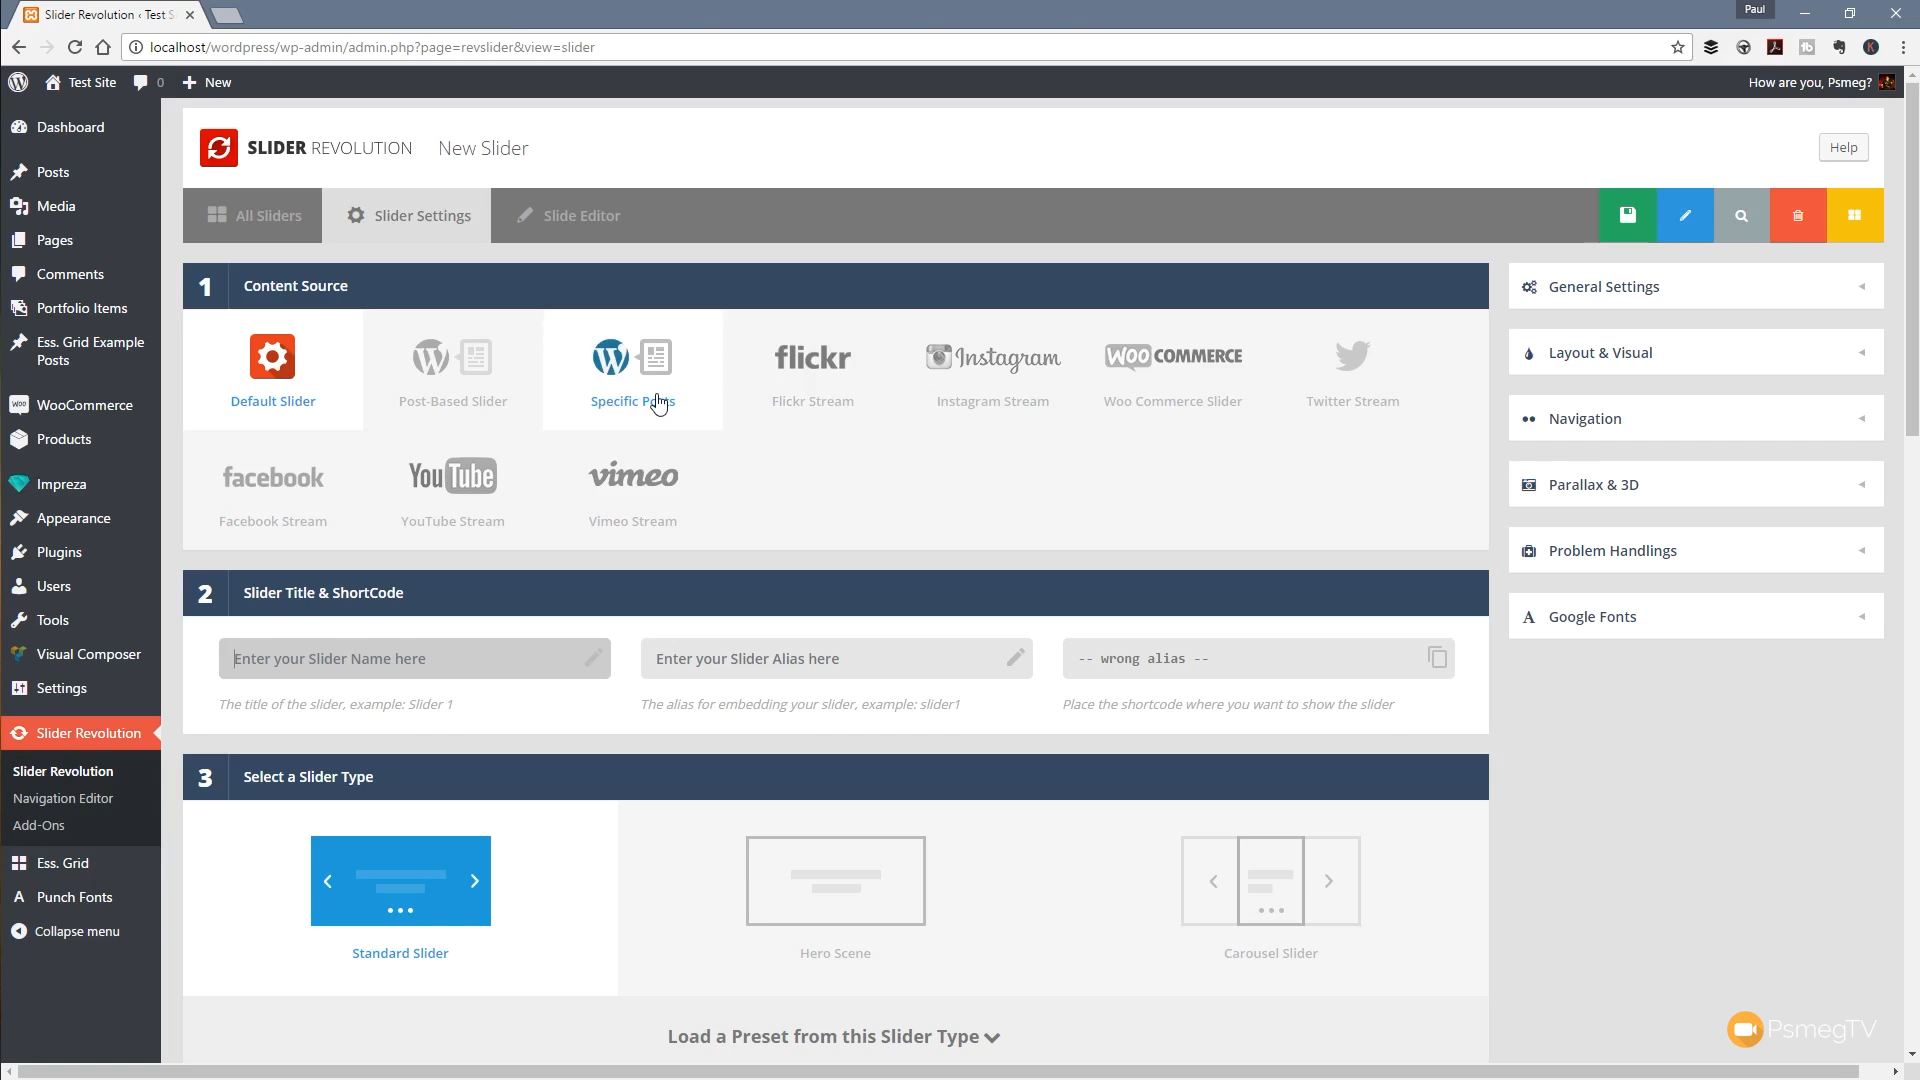 Slider Revolution ‹ Test S
Paul
localhost/wordpress/wp-admin/admin.php?page=revslider&view=slider
Test Site
0
New
How are you, Psmeg?
Dashboard
Posts
Media
Pages
Comments
Portfolio Items
Ess. Grid Example
Posts
WooCommerce
Products
Impreza
Appearance
Plugins
Users
Tools
Visual Composer
Settings
Slider Revolution
Slider Revolution
Navigation Editor
Add-Ons
Ess. Grid
Punch Fonts
Collapse menu
SLIDER REVOLUTION New Slider
Help
All Sliders
Slider Settings
Slide Editor
1 Content Source
flickr
Instagram
WOO COMMERCE
Default Slider
Post-Based Slider
Specific Posts
Flickr Stream
Instagram Stream
Woo Commerce Slider
Twitter Stream
facebook
YouTube
vimeo
Facebook Stream
YouTube Stream
Vimeo Stream
2 Slider Title & ShortCode
Enter your Slider Name here
Enter your Slider Alias here
-- wrong alias --
The title of the slider, example: Slider 1
The alias for embedding your slider, example: slider1
Place the shortcode where you want to show the slider
3 Select a Slider Type
Standard Slider
Hero Scene
Carousel Slider
Load a Preset from this Slider Type
General Settings
Layout & Visual
Navigation
Parallax & 3D
Problem Handlings
Google Fonts
PsmegTV